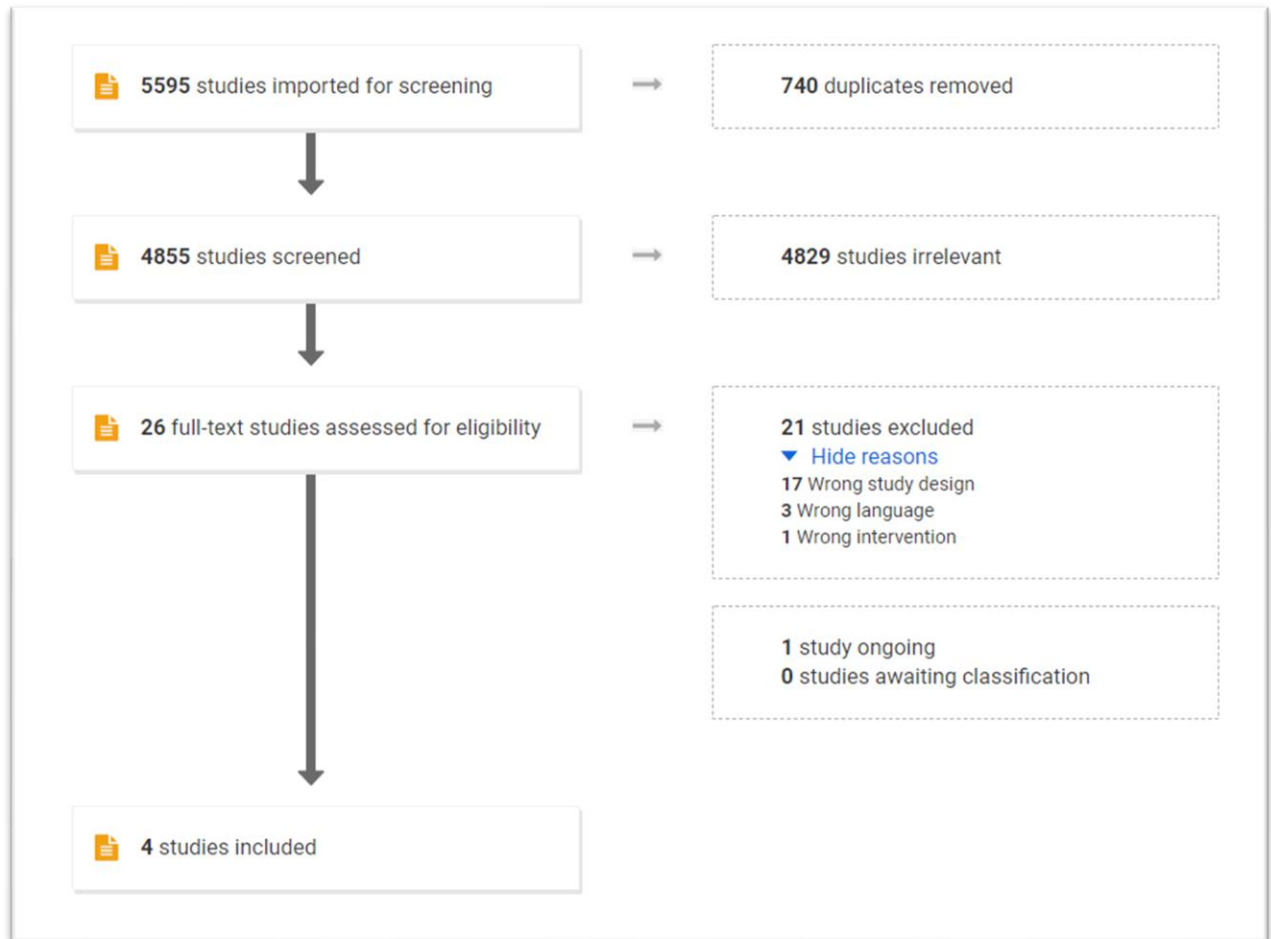 5595 studies imported for screening
740 duplicates removed
4855 studies screened
4829 studies irrelevant
26 full-text studies assessed for eligibility
21 studies excluded
Hide reasons
17 Wrong study design
3 Wrong language
1 Wrong intervention
1 study ongoing
0 studies awaiting classification
4 studies included